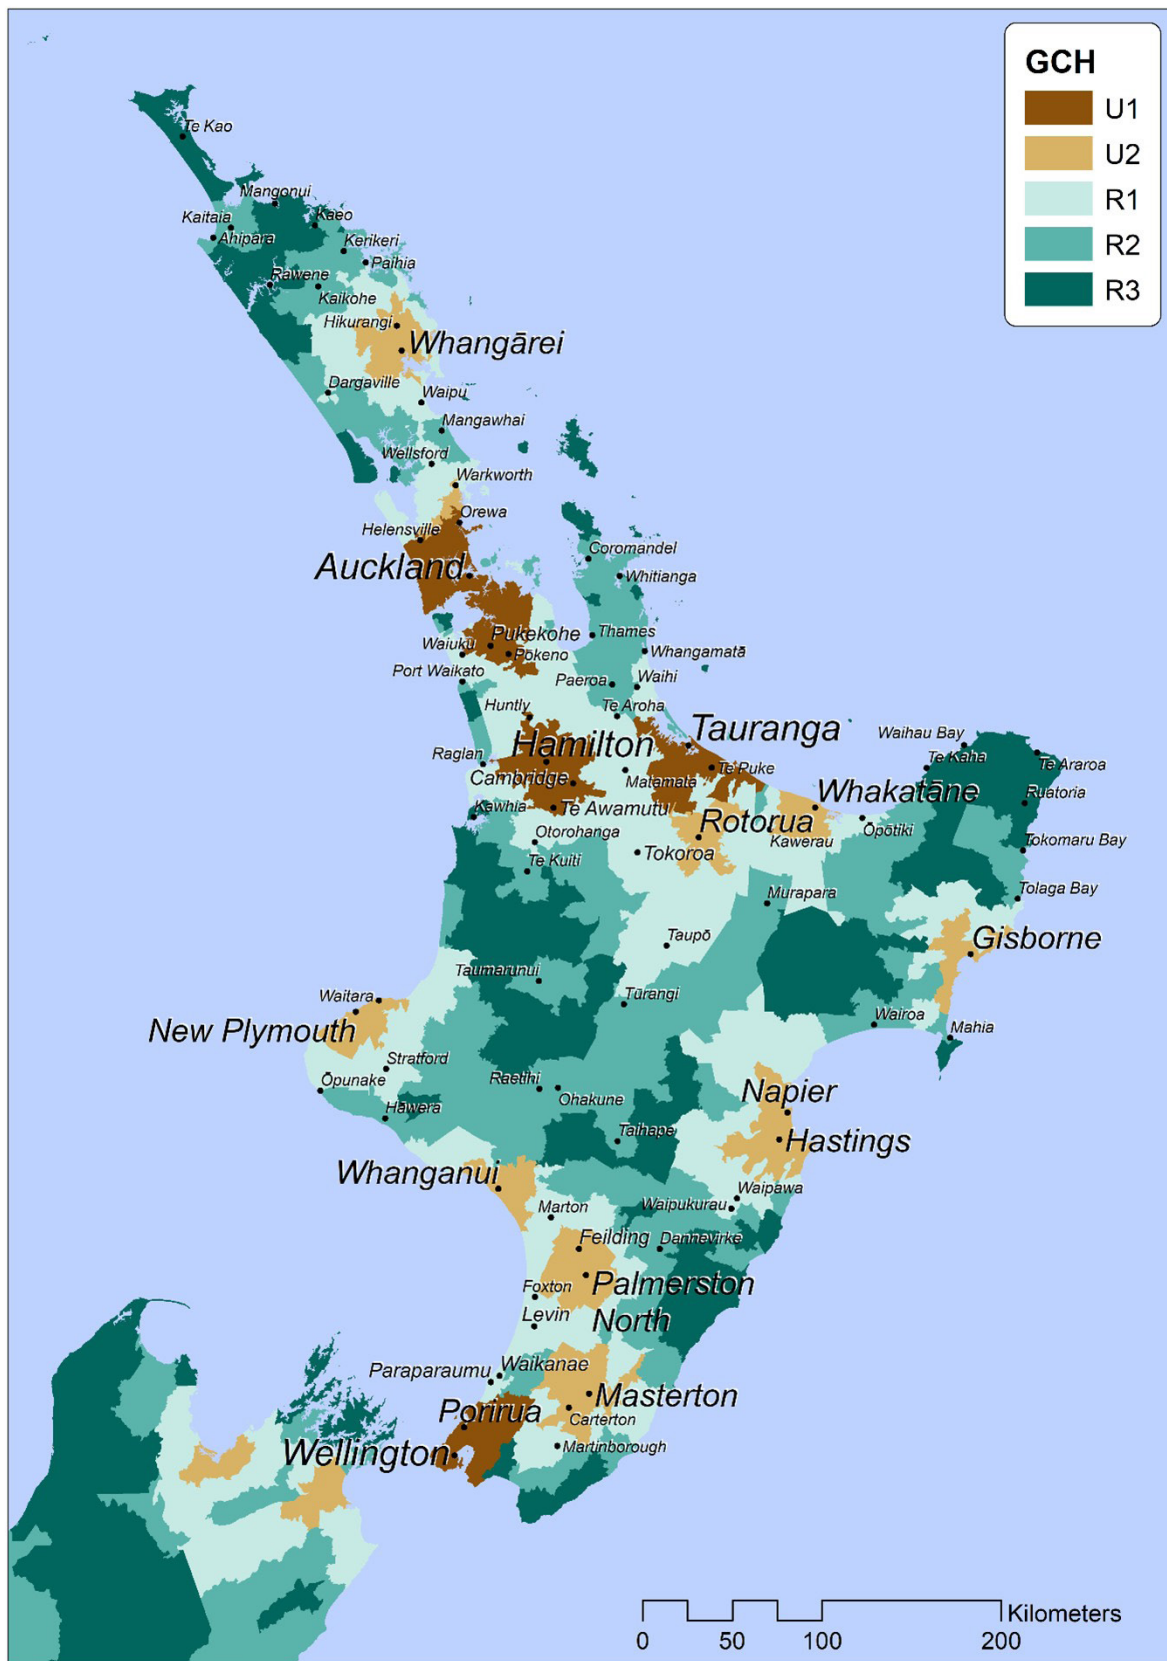 GCH
U1
U2
R1
R2
R3
Te Kao
Mangonui
Kaitaia
Kaeo
Ahipara
Kerikeri
Paihia
Rawene
Kaikohe
Hikurangi
Whangārei
Dargaville
Waipu
Mangawhai
Wellsford
Warkworth
Orewa
Helensville
Auckland
Coromandel
Whitianga
Pukekohe
Thames
Waiuku
Pokeno
Whangamatā
Port Waikato
Paeroa
Waihi
Huntly
Te Aroha
Tauranga
Hamilton
Waihau Bay
Raglan
Te Kaha
Te Araroa
Cambridge
Matamata
Te Puke
Whakatāne
Ruatoria
Kawhia
Te Awamutu
Rotorua
Otorohanga
Kawerau
Ōpōtiki
Te Kuiti
Tokoroa
Tokomaru Bay
Murapara
Tolaga Bay
Taupō
Gisborne
Taumarunui
Waitara
Tūrangi
New Plymouth
Wairoa
Mahia
Stratford
Ōpunake
Raetihi
Ohakune
Napier
Hawera
Taihape
Hastings
Whanganui
Waipawa
Marton
Waipukurau
Feilding
Dannevirke
Palmerston
North
Foxton
Levin
Paraparaumu
Waikanae
Masterton
Porirua
Carterton
Wellington
Martinborough
Kilometers
0 50 100 200